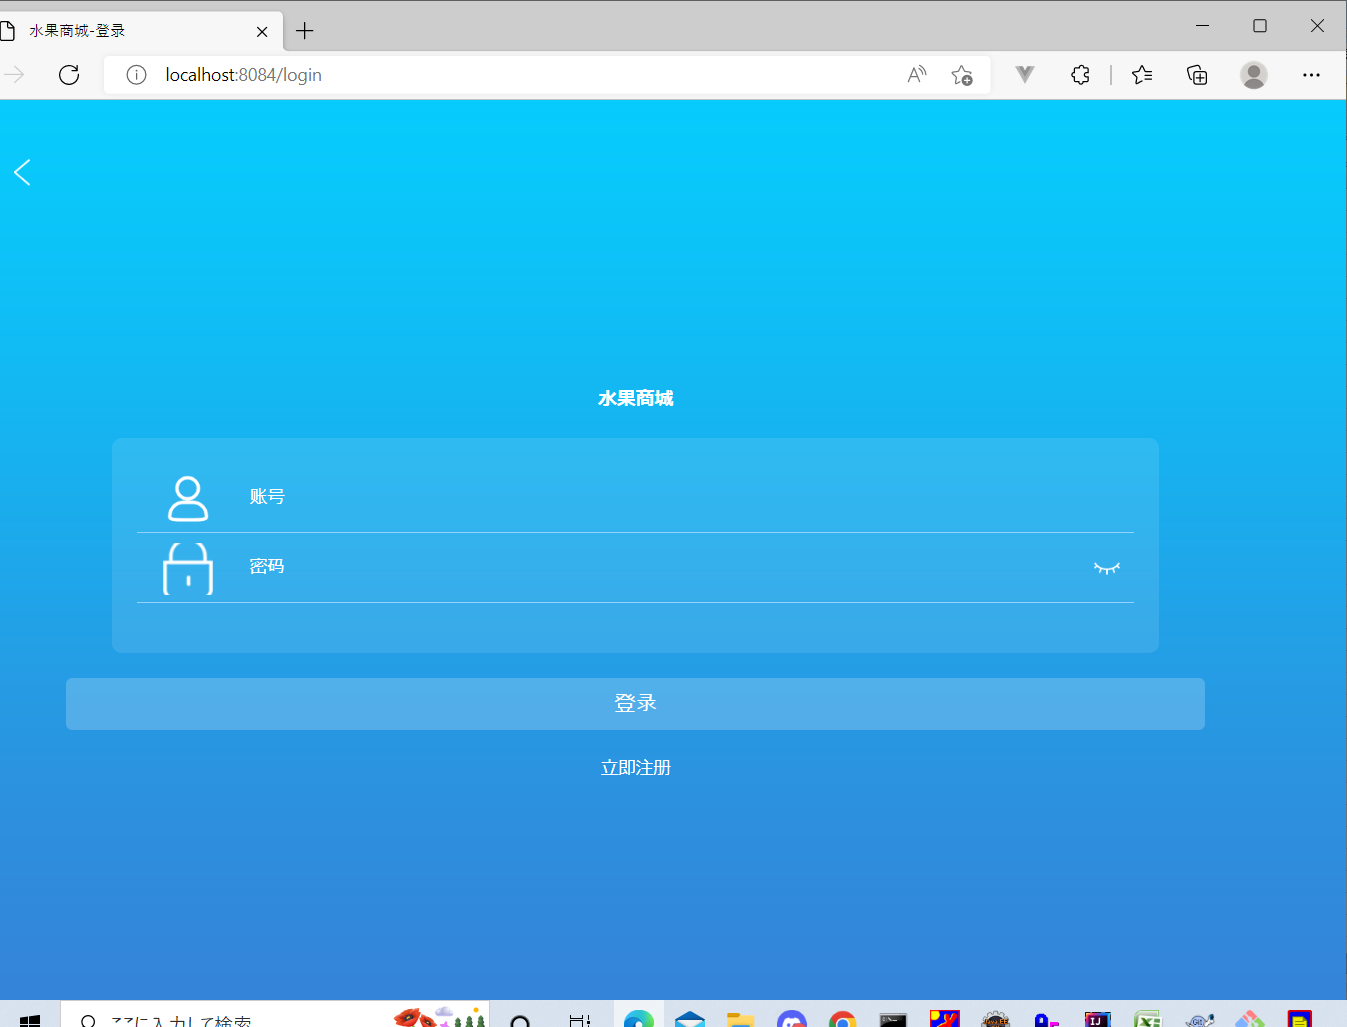 水果商城-登录
localhost:8084/login
水果商城
账号
密码
登录
立即注册
ここに入力して検索